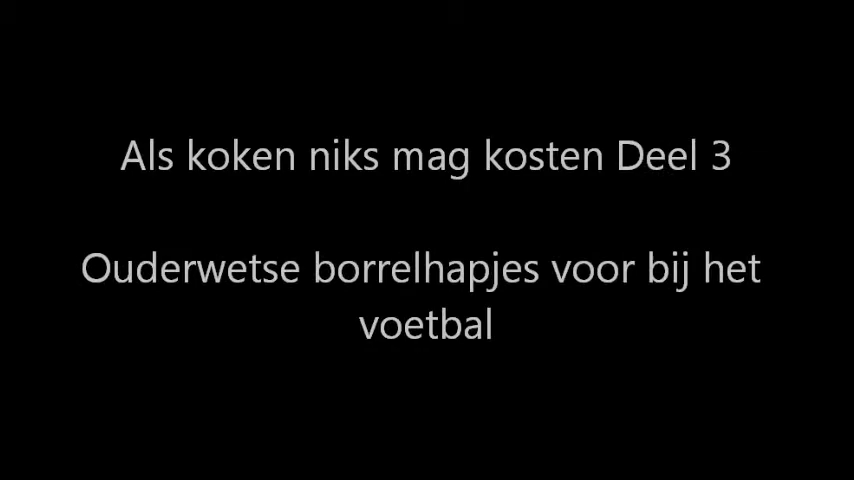 Als koken niks mag kosten Deel 3
Ouderwetse borrelhapjes voor bij het
voetbal